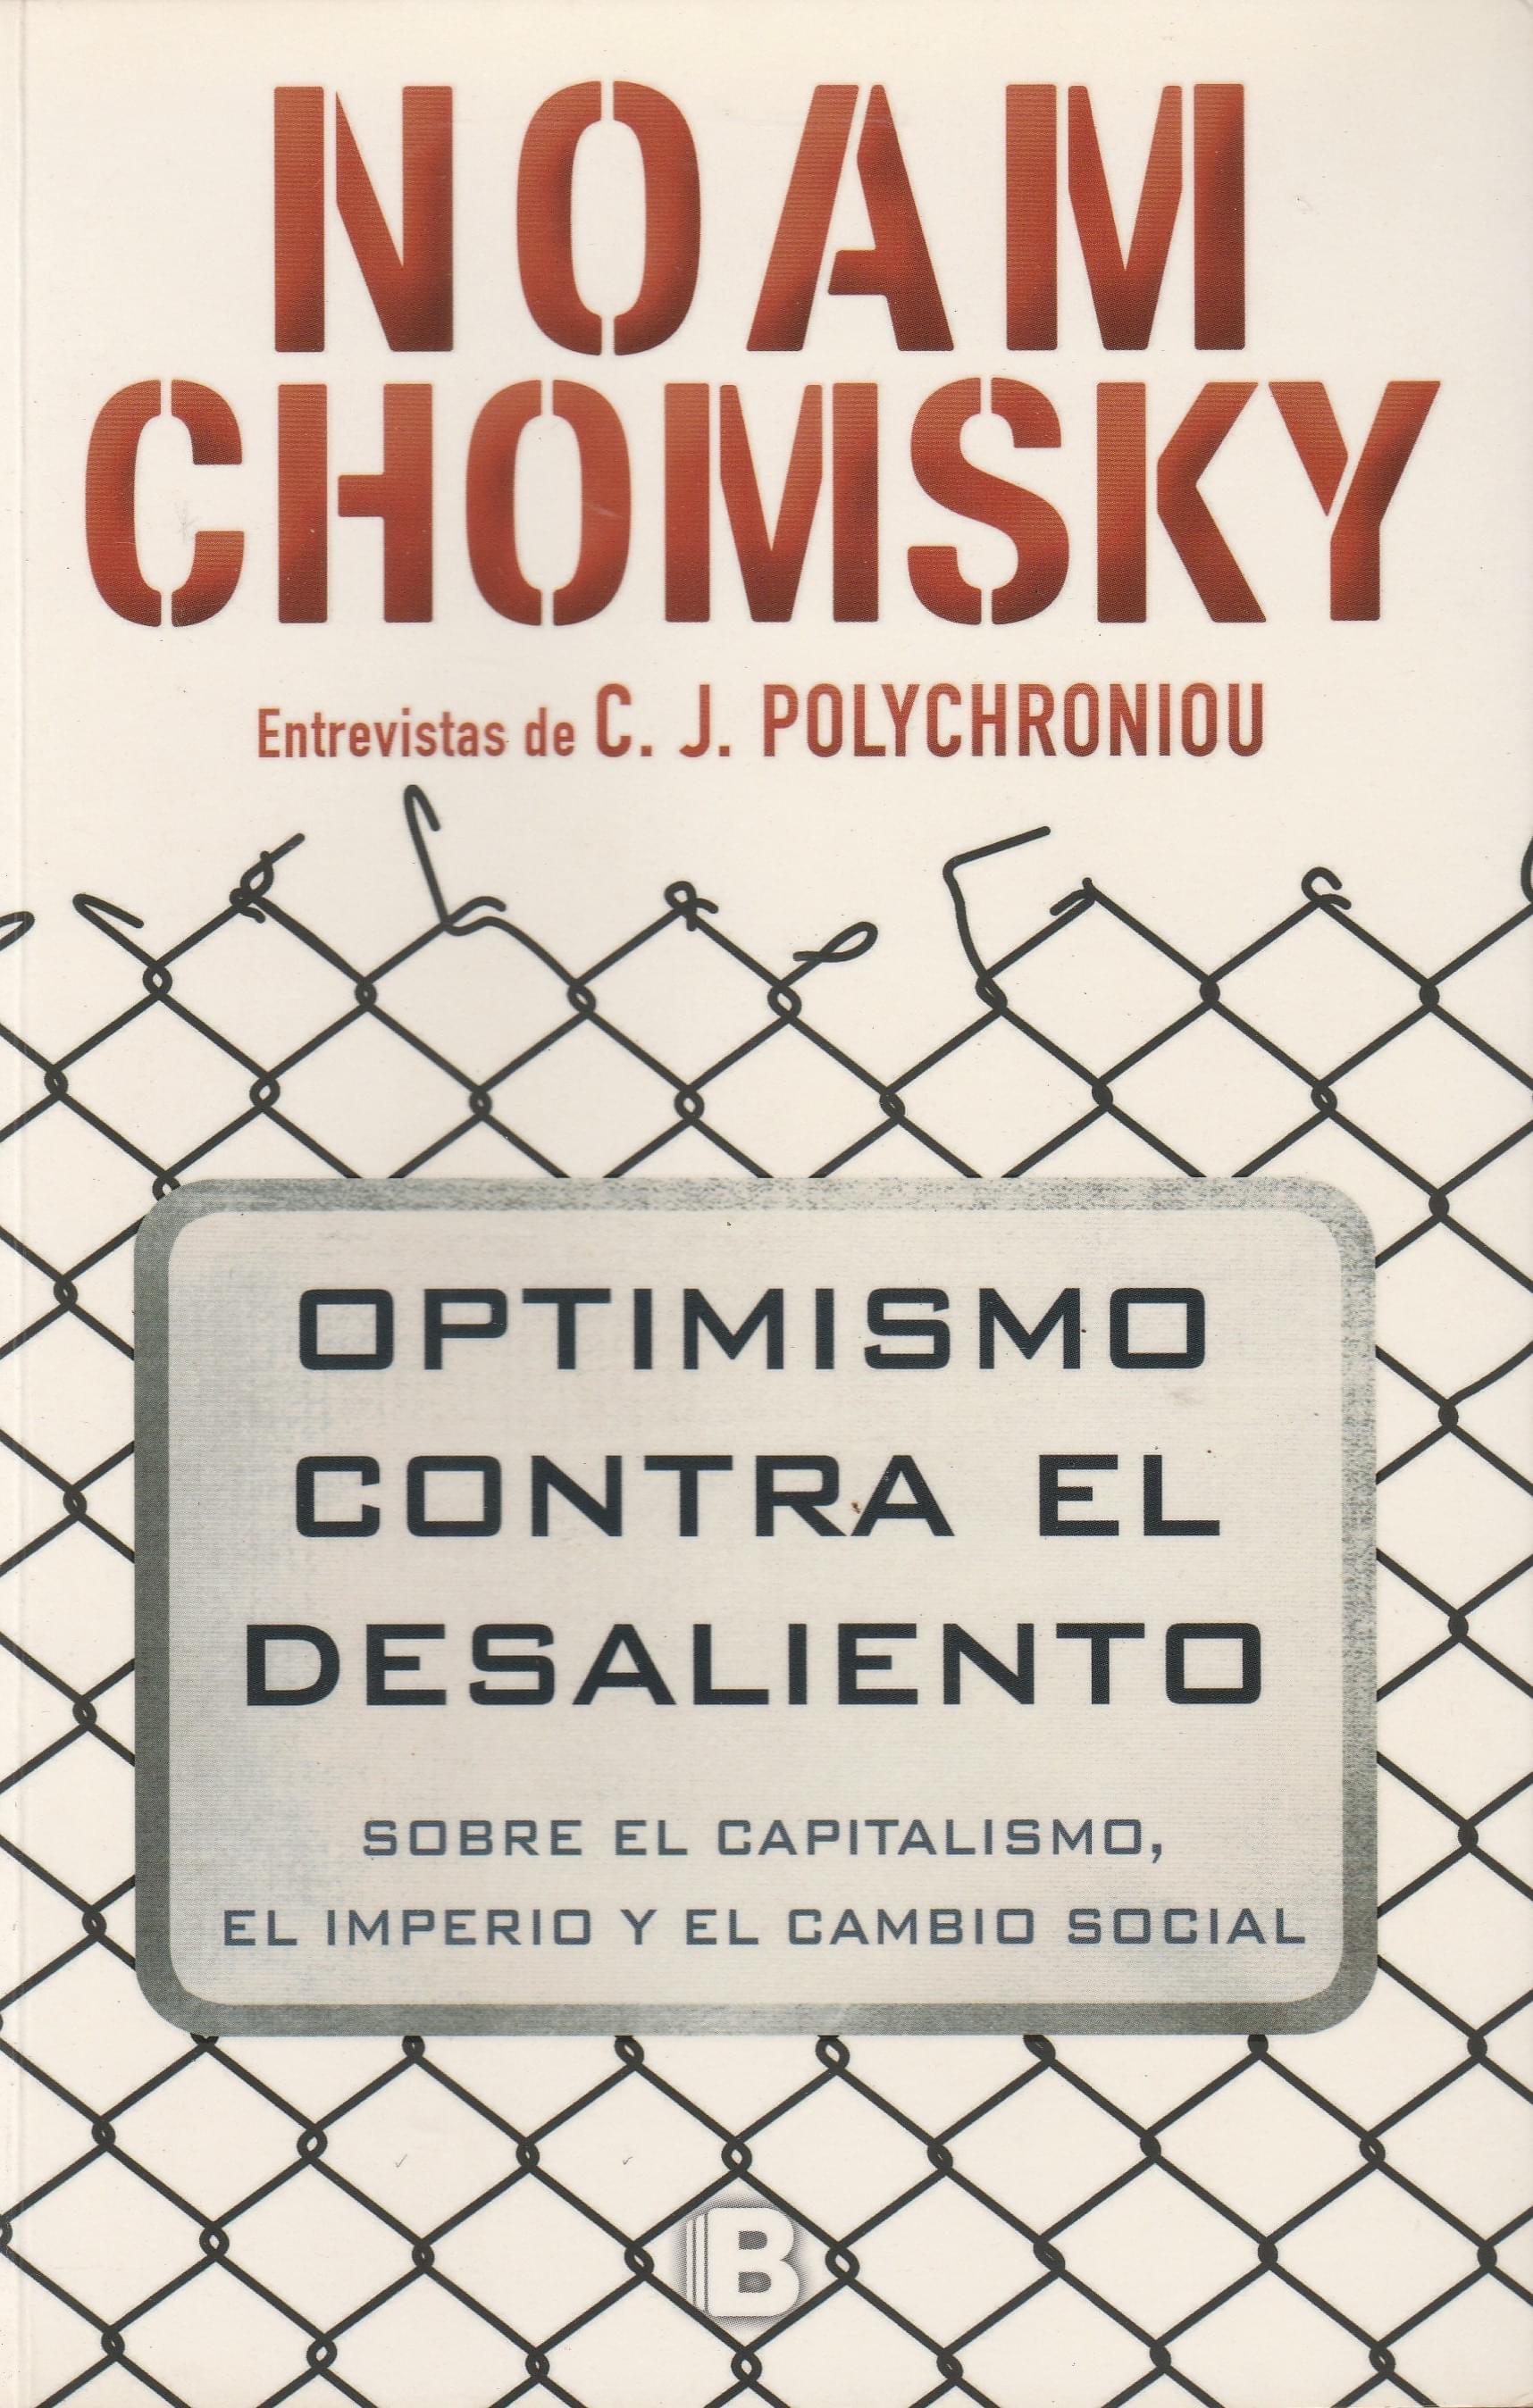 NOAM
CHOMSKY
Entrevistas de C. J. POLYCHRONIOU
OPTIMISMO
CONTRA EL
DESALIENTO
SOBRE EL CAPITALISMO,
EL IMPERIO Y EL CAMBIO SOCIAL
B